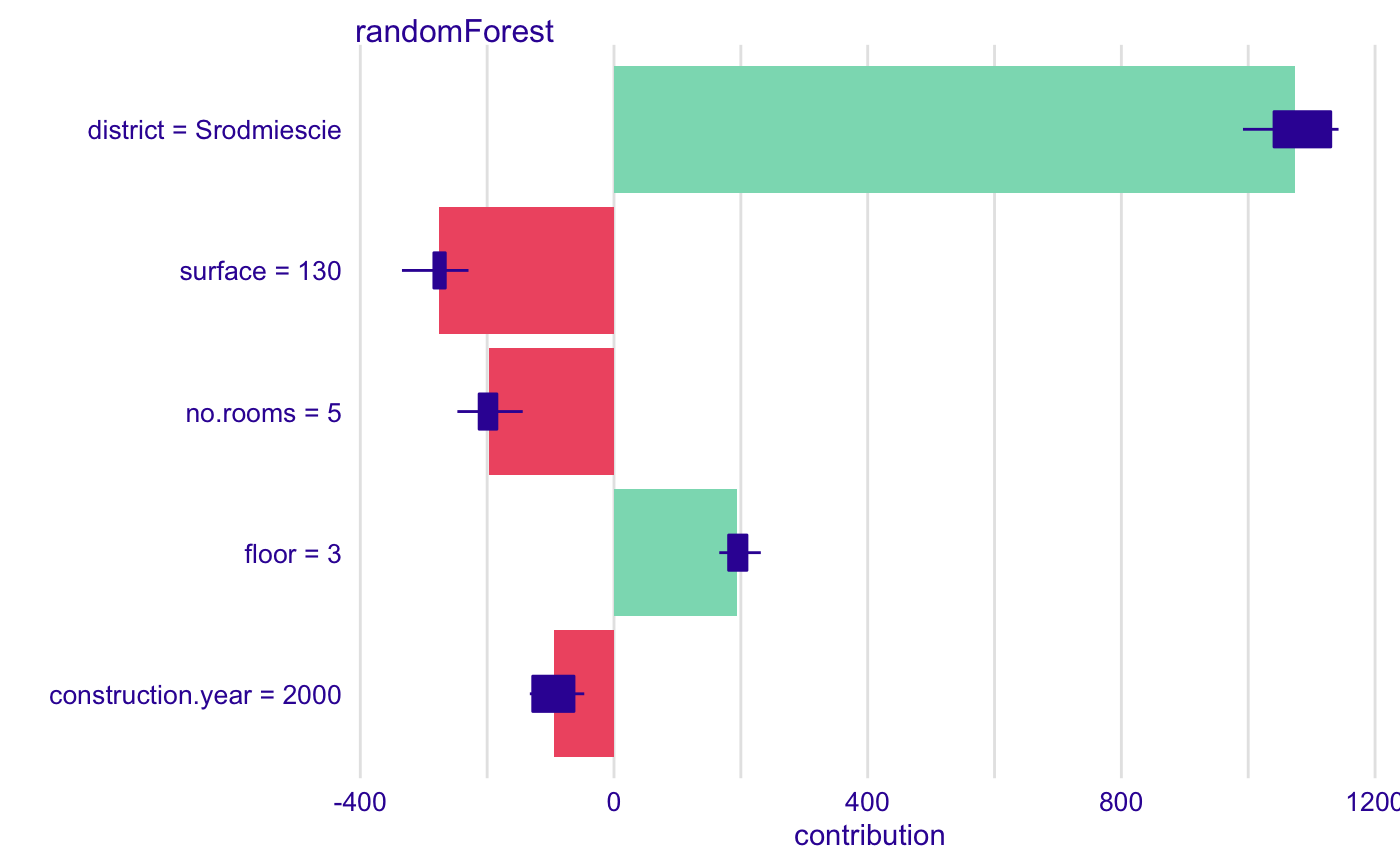 randomForest
district = Srodmiescie
surface = 130
no.rooms = 5
floor = 3
construction.year = 2000
-400 0 400 800 1200
contribution